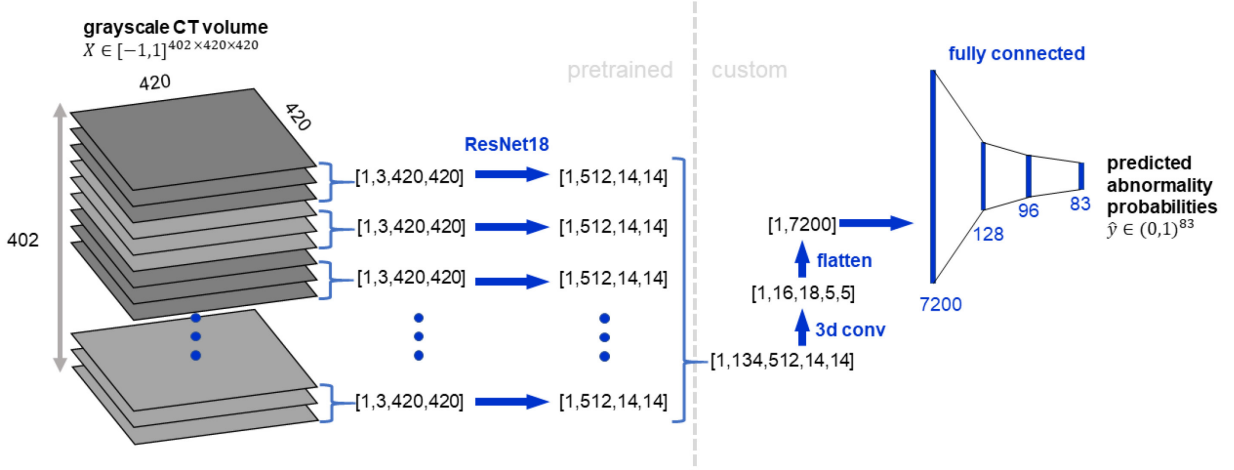 grayscale CT volume
X ∈ [−1,1]^402×420×420
420
420
402
pretrained
custom
ResNet18
[1,3,420,420]
[1,512,14,14]
[1,3,420,420]
[1,512,14,14]
[1,3,420,420]
[1,512,14,14]
[1,3,420,420]
[1,512,14,14]
[1,134,512,14,14]
3d conv
[1,16,18,5,5]
flatten
[1,7200]
fully connected
7200
128
96
83
predicted
abnormality
probabilities
ŷ ∈ (0,1)^83